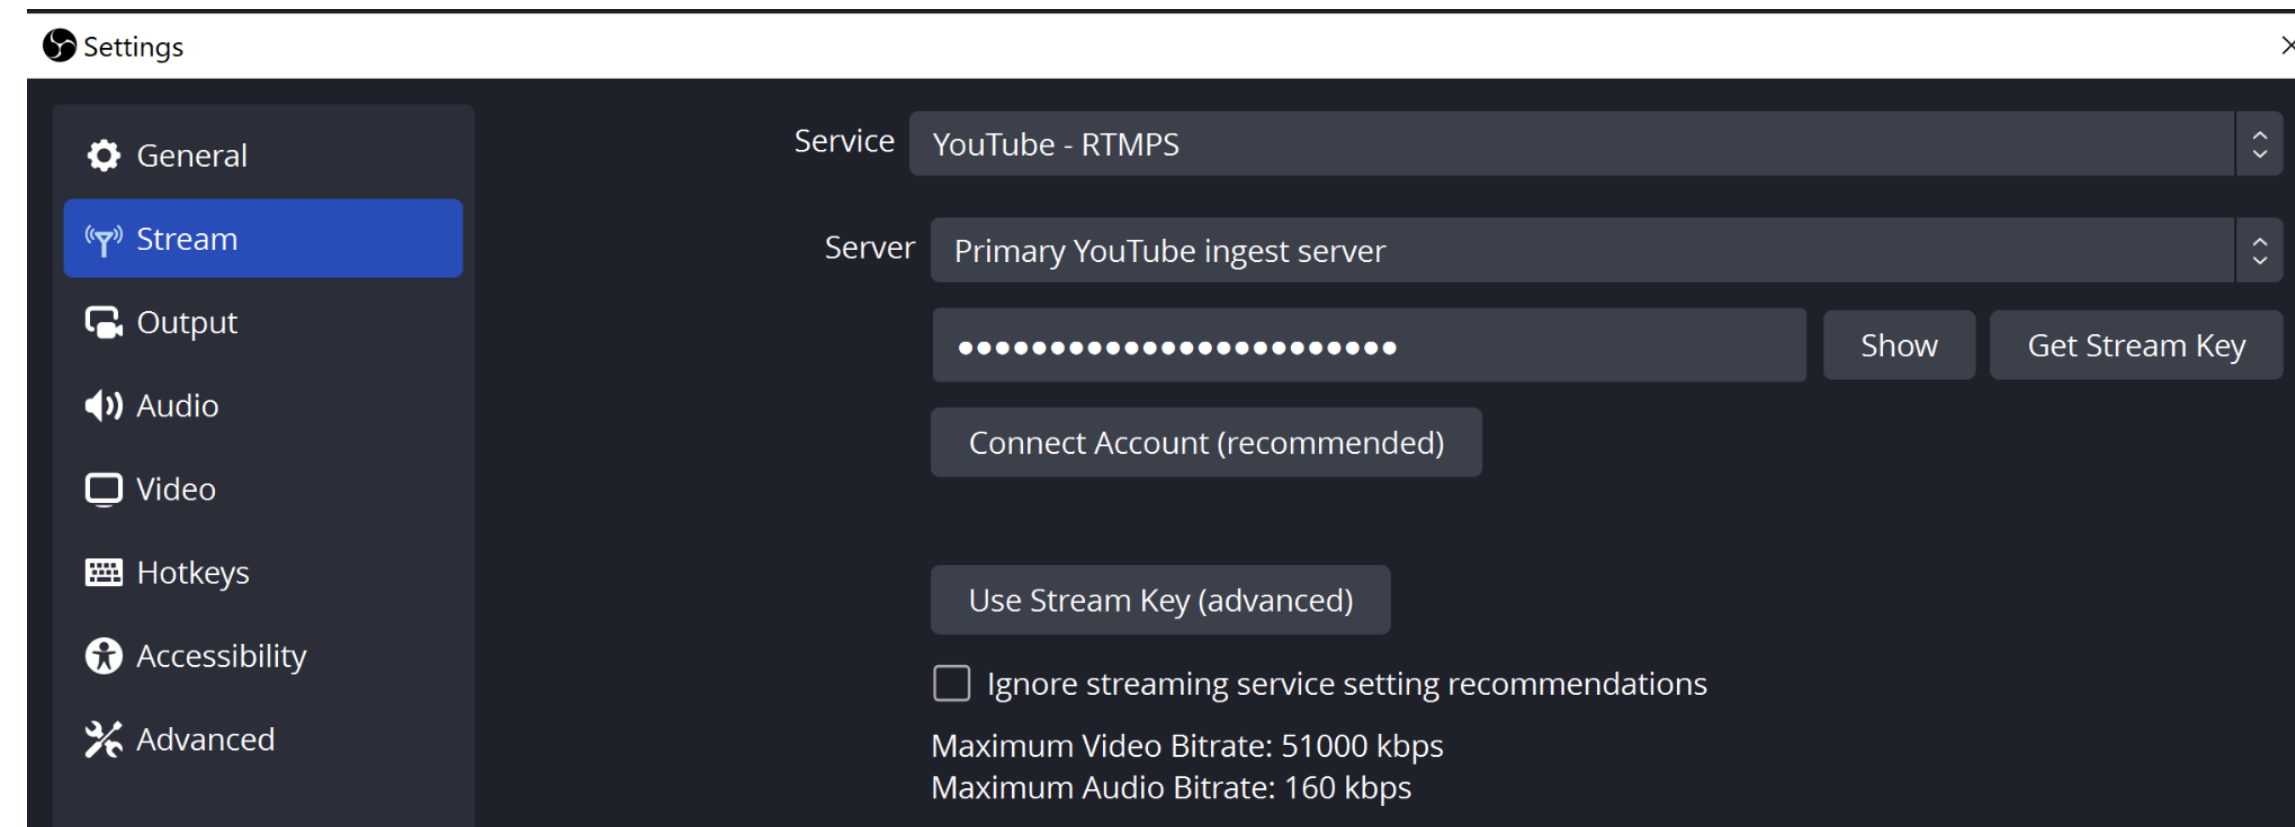 Settings
General
Stream
Output
Audio
Video
Hotkeys
Accessibility
Advanced
Service YouTube - RTMPS
Server Primary YouTube ingest server
●●●●●●●●●●●●●●●●●●●●●●●● Show Get Stream Key
Connect Account (recommended)
Use Stream Key (advanced)
Ignore streaming service setting recommendations
Maximum Video Bitrate: 51000 kbps
Maximum Audio Bitrate: 160 kbps